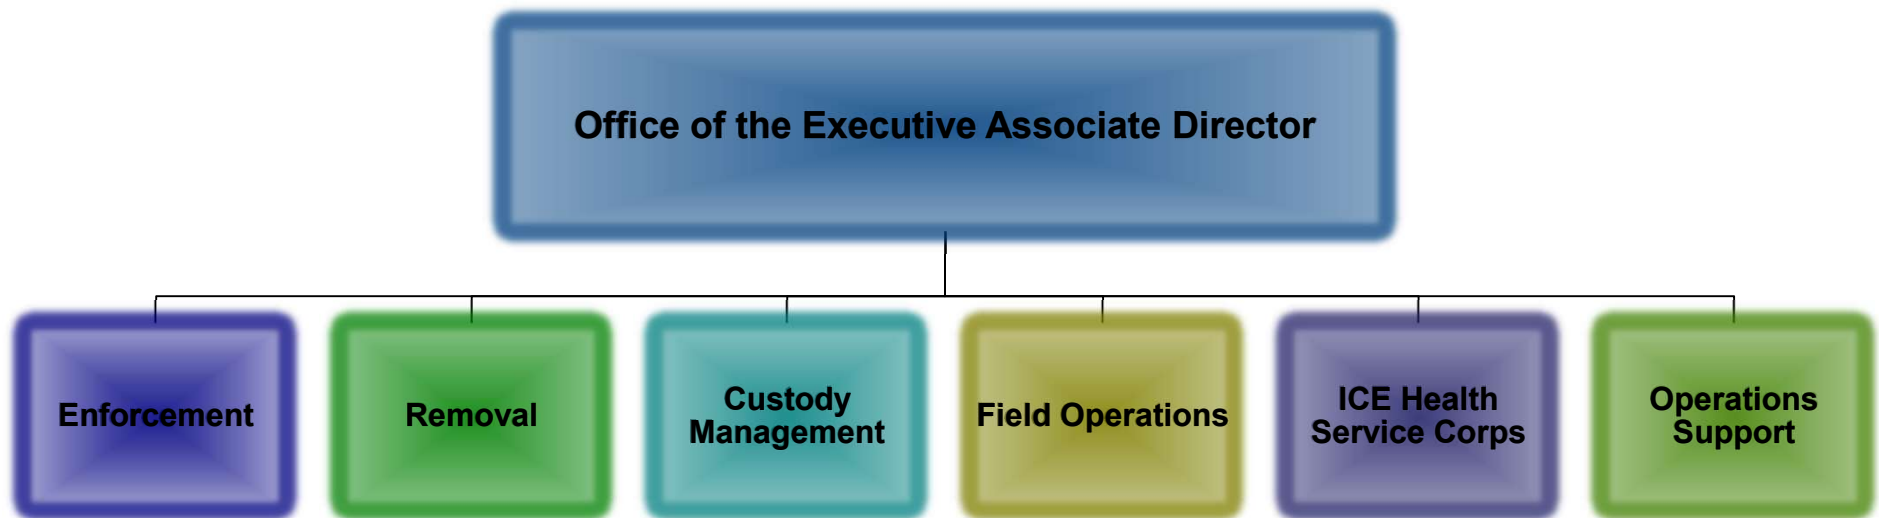 Office of the Executive Associate Director
Enforcement
Removal
Custody
Management
Field Operations
ICE Health
Service Corps
Operations
Support